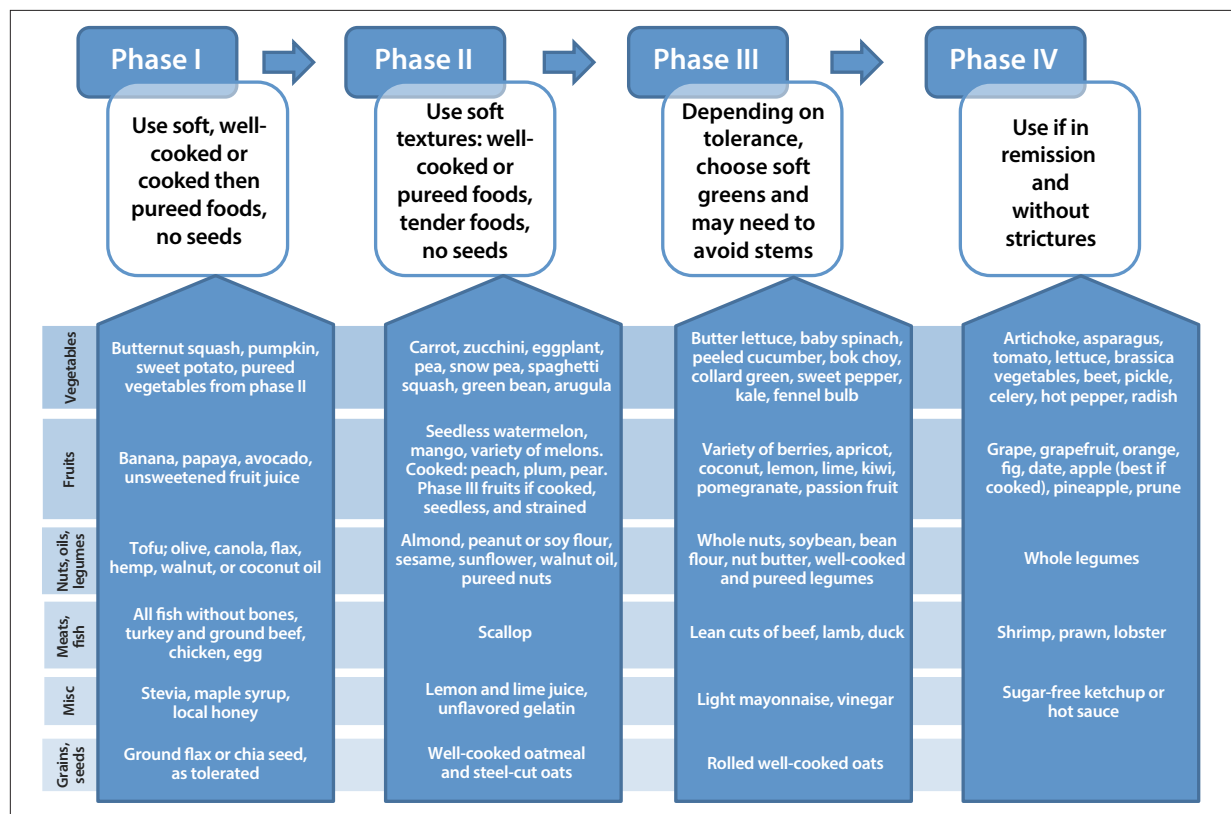 Phase I
Phase II
Phase III
Phase IV
Use soft, well-
cooked or
cooked then
pureed foods,
no seeds
Use soft
textures: well-
cooked or
pureed foods,
tender foods,
no seeds
Depending on
tolerance,
choose soft
greens and
may need to
avoid stems
Use if in
remission
and
without
strictures
Vegetables
Butternut squash, pumpkin,
sweet potato, pureed
vegetables from phase II
Carrot, zucchini, eggplant,
pea, snow pea, spaghetti
squash, green bean, arugula
Butter lettuce, baby spinach,
peeled cucumber, bok choy,
collard green, sweet pepper,
kale, fennel bulb
Artichoke, asparagus,
tomato, lettuce, brassica
vegetables, beet, pickle,
celery, hot pepper, radish
Fruits
Banana, papaya, avocado,
unsweetened fruit juice
Seedless watermelon,
mango, variety of melons.
Cooked: peach, plum, pear.
Phase III fruits if cooked,
seedless, and strained
Variety of berries, apricot,
coconut, lemon, lime, kiwi,
pomegranate, passion fruit
Grape, grapefruit, orange,
fig, date, apple (best if
cooked), pineapple, prune
Nuts, oils,
legumes
Tofu; olive, canola, flax,
hemp, walnut, or coconut oil
Almond, peanut or soy flour,
sesame, sunflower, walnut oil,
pureed nuts
Whole nuts, soybean, bean
flour, nut butter, well-cooked
and pureed legumes
Whole legumes
Meats,
fish
All fish without bones,
turkey and ground beef,
chicken, egg
Scallop
Lean cuts of beef, lamb, duck
Shrimp, prawn, lobster
Misc
Stevia, maple syrup,
local honey
Lemon and lime juice,
unflavored gelatin
Light mayonnaise, vinegar
Sugar-free ketchup or
hot sauce
Grains,
seeds
Ground flax or chia seed,
as tolerated
Well-cooked oatmeal
and steel-cut oats
Rolled well-cooked oats